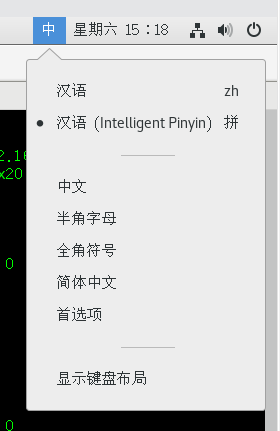 中 星期六 15：18
汉语 zh
汉语（Intelligent Pinyin） 拼
中文
半角字母
全角符号
简体中文
首选项
显示键盘布局
2.16
x20
0
0